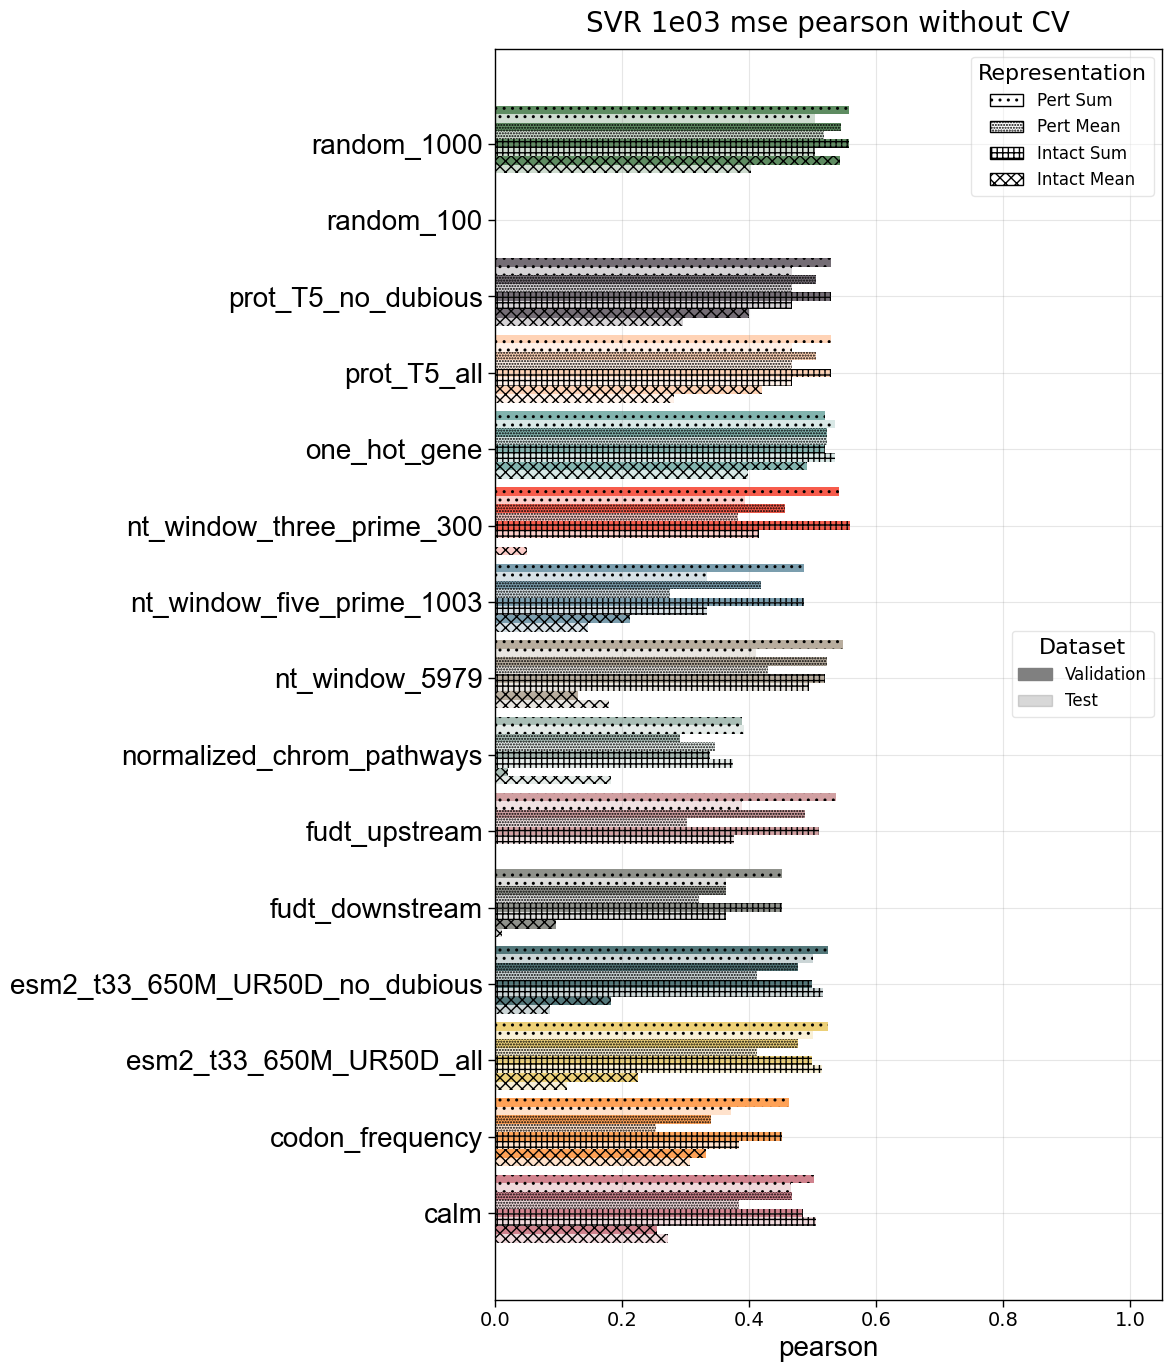 SVR 1e03 mse pearson without CV
Representation
Pert Sum
Pert Mean
Intact Sum
Intact Mean
random_1000
random_100
prot_T5_no_dubious
prot_T5_all
one_hot_gene
nt_window_three_prime_300
nt_window_five_prime_1003
Dataset
Validation
Test
nt_window_5979
normalized_chrom_pathways
fudt_upstream
fudt_downstream
esm2_t33_650M_UR50D_no_dubious
esm2_t33_650M_UR50D_all
codon_frequency
calm
0.0 0.2 0.4 0.6 0.8 1.0
pearson